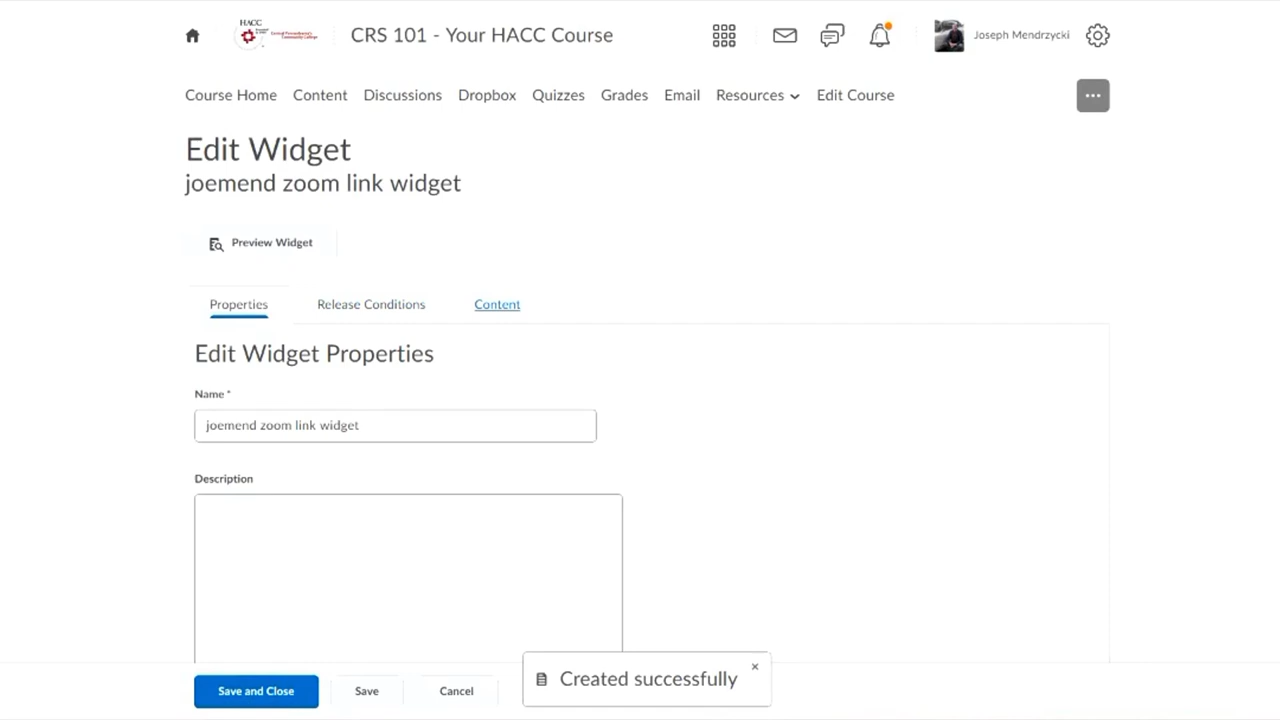 HACC
CRS 101 - Your HACC Course
Joseph Mendrzycki
Course Home Content Discussions Dropbox Quizzes Grades Email Resources Edit Course
Edit Widget
joemend zoom link widget
Preview Widget
Properties Release Conditions Content
Edit Widget Properties
Name *
joemend zoom link widget
Description
Created successfully
Save and Close Save Cancel